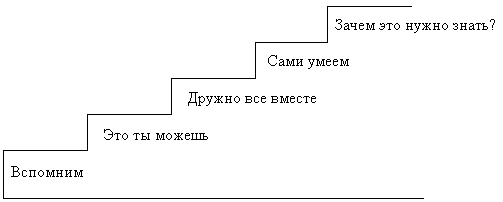 Зачем это нужно знать?
Сами умеем
Дружно все вместе
Это ты можешь
Вспомним